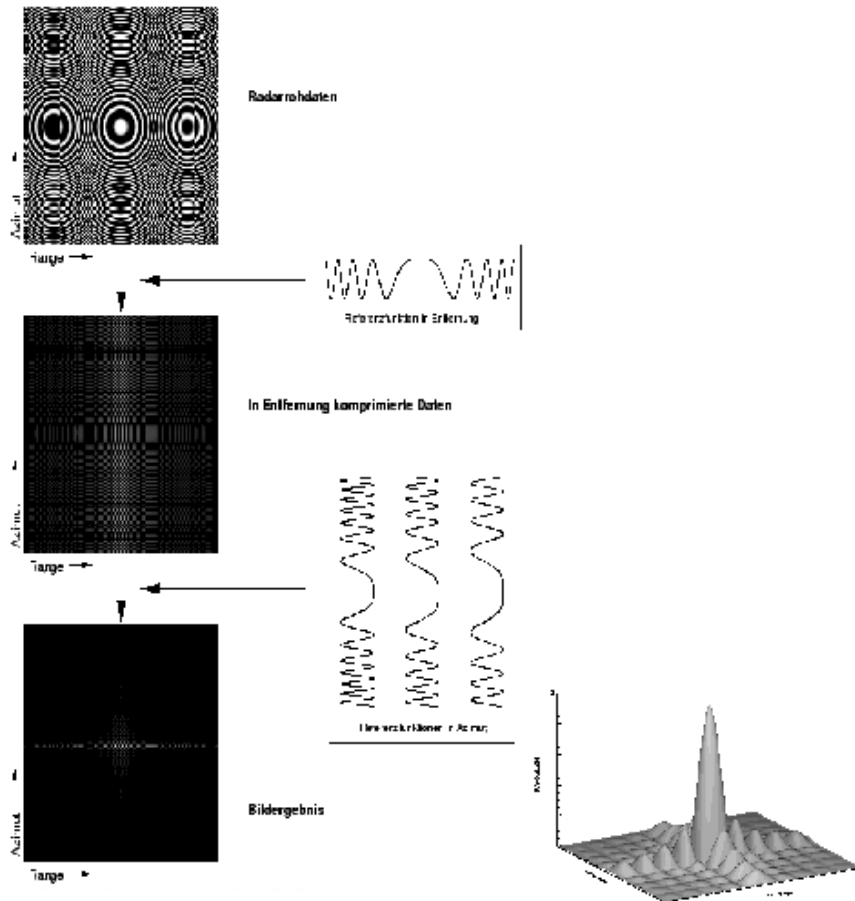 Radarrohdaten
Azimut
Range
Referenzfunktion in Entfernung
In Entfernung komprimierte Daten
Azimut
Range
Referenzfunktionen in Azimut
Bildergebnis
Azimut
Range